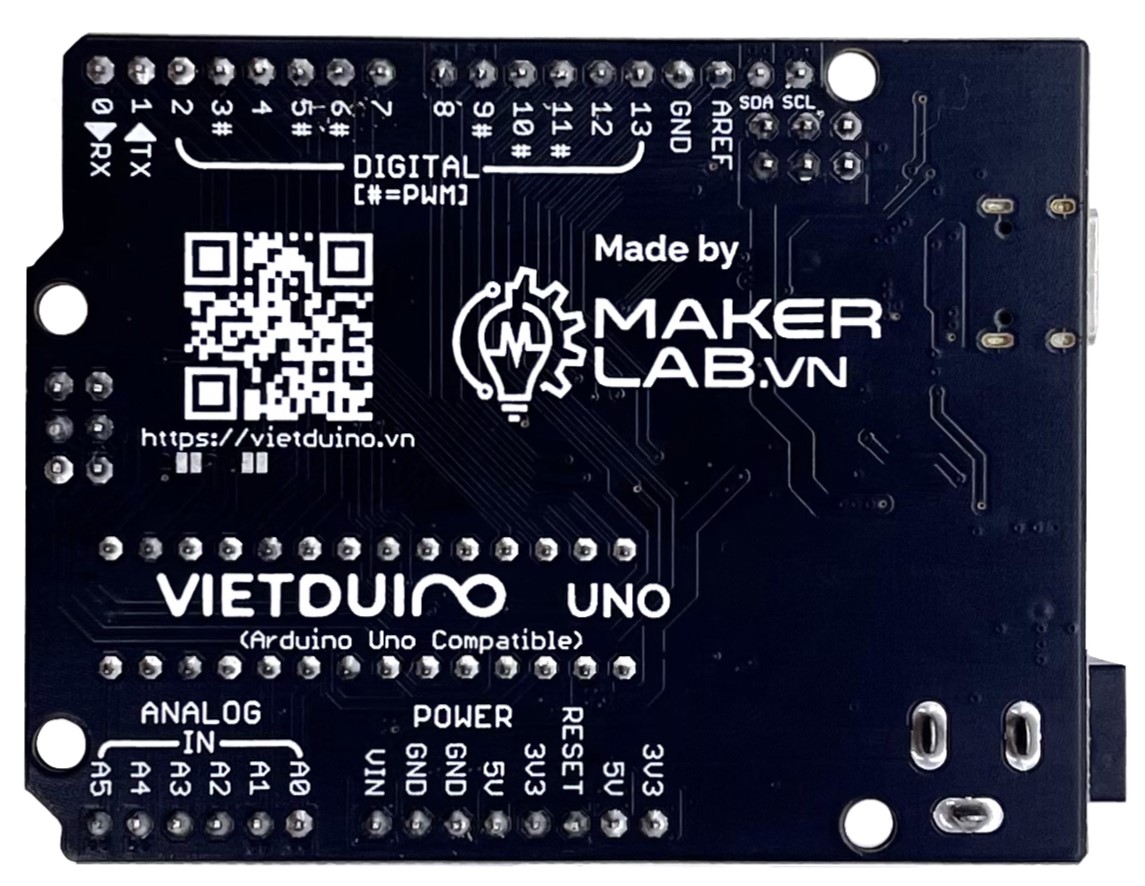 0 1 2 3# 4 5# 6# 7 8 9# 10# 11# 12 13 GND AREF SDA SCL
▶RX ◀TX
DIGITAL
[#=PWM]
Made by
MAKER
LAB.VN
https://vietduino.vn
VIETDUINO UNO
(Arduino Uno Compatible)
ANALOG
IN
A5 A4 A3 A2 A1 A0
POWER
VIN GND GND 5V 3V3 RESET 5V 3V3